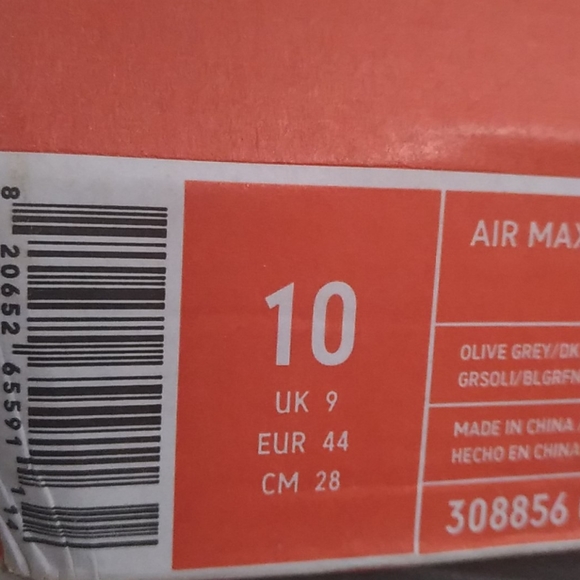 8 20652 65591 1 14
10
UK 9
EUR 44
CM 28
AIR MAX
OLIVE GREY/DK
GRSOLI/BLGRFN
MADE IN CHINA
HECHO EN CHINA
308856